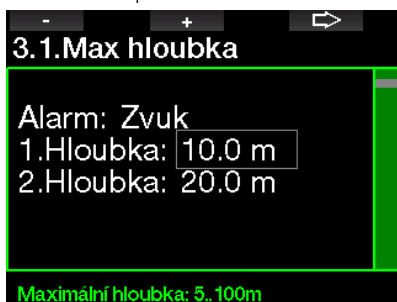 - + ⇨
3.1.Max hloubka
Alarm: Zvuk
1.Hloubka: 10.0 m
2.Hloubka: 20.0 m
Maximální hloubka: 5..100m